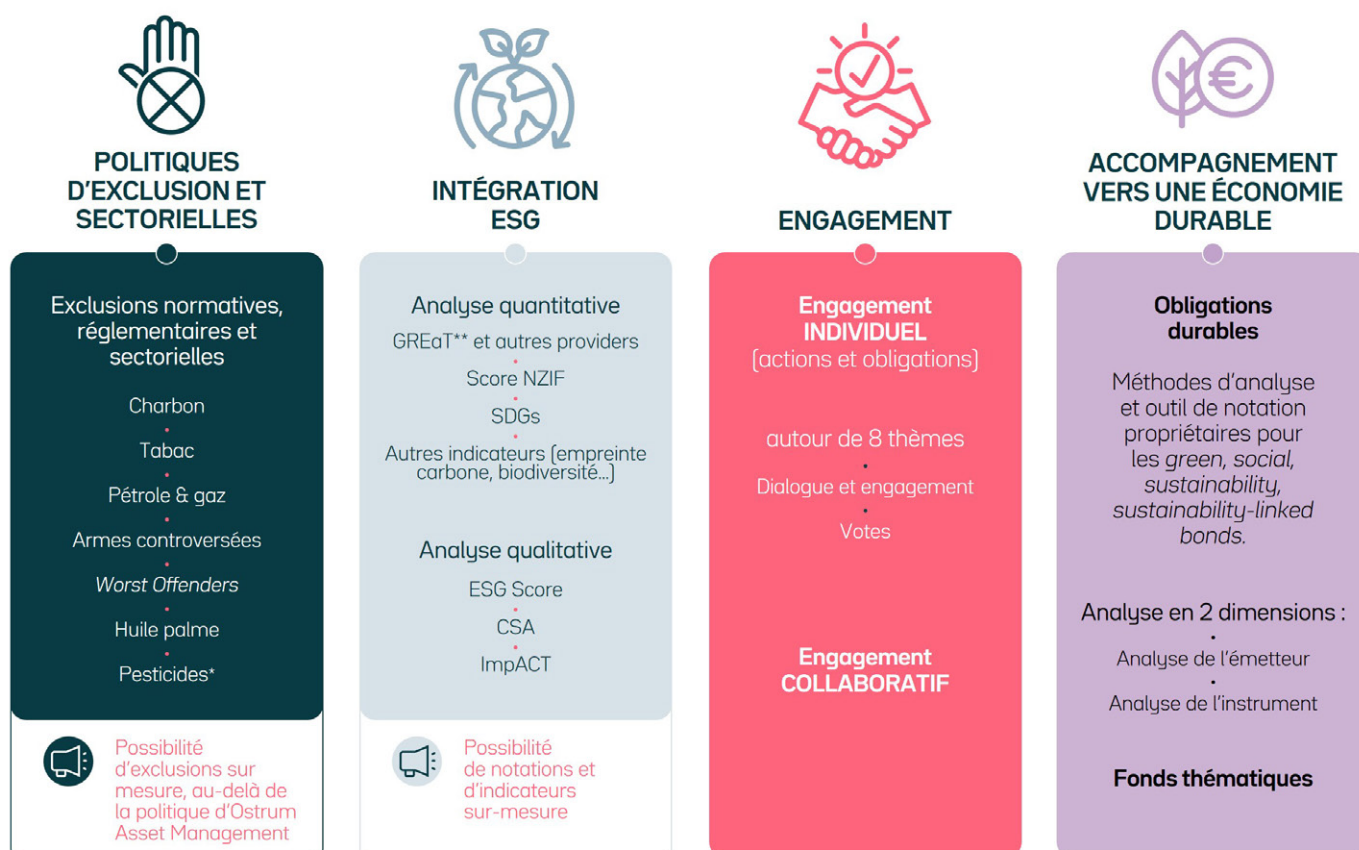 POLITIQUES
D'EXCLUSION ET
SECTORIELLES
Exclusions normatives,
réglementaires et
sectorielles
Charbon
Tabac
Pétrole & gaz
Armes controversées
Worst Offenders
Huile palme
Pesticides*
Possibilité
d'exclusions sur
mesure, au-delà de
la politique d'Ostrum
Asset Management
INTÉGRATION
ESG
Analyse quantitative
GREaT** et autres providers
Score NZIF
SDGs
Autres indicateurs (empreinte
carbone, biodiversité...)
Analyse qualitative
ESG Score
CSA
ImpACT
Possibilité
de notations et
d'indicateurs
sur-mesure
ENGAGEMENT
Engagement
INDIVIDUEL
(actions et obligations)
autour de 8 thèmes
Dialogue et engagement
Votes
Engagement
COLLABORATIF
€
ACCOMPAGNEMENT
VERS UNE ÉCONOMIE
DURABLE
Obligations
durables
Méthodes d'analyse
et outil de notation
propriétaires pour
les green, social,
sustainability,
sustainability-linked
bonds.
Analyse en 2 dimensions :
Analyse de l'émetteur
Analyse de l'instrument
Fonds thématiques